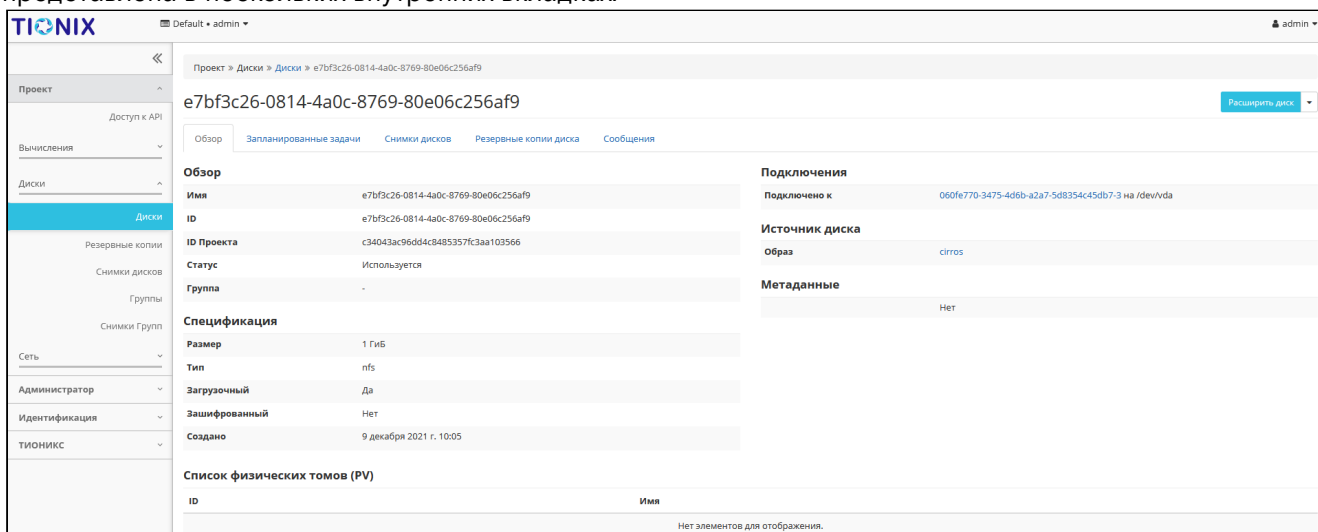 представлена в нескольких внутренних вкладках.
TIONIX
Default • admin
admin
Проект » Диски » Диски » e7bf3c26-0814-4a0c-8769-80e06c256af9
Проект
Доступ к API
Вычисления
Диски
Диски
Резервные копии
Снимки дисков
Группы
Снимки Групп
Сеть
Администратор
Идентификация
ТИОНИКС
e7bf3c26-0814-4a0c-8769-80e06c256af9
Расширить диск
Обзор Запланированные задачи Снимки дисков Резервные копии диска Сообщения
Обзор
Имя e7bf3c26-0814-4a0c-8769-80e06c256af9
ID e7bf3c26-0814-4a0c-8769-80e06c256af9
ID Проекта c34043ac96dd4c8485357fc3aa103566
Статус Используется
Группа -
Спецификация
Размер 1 ГиБ
Тип nfs
Загрузочный Да
Зашифрованный Нет
Создано 9 декабря 2021 г. 10:05
Подключения
Подключено к 060fe770-3475-4d6b-a2a7-5d8354c45db7-3 на /dev/vda
Источник диска
Образ cirros
Метаданные
Нет
Список физических томов (PV)
ID Имя
Нет элементов для отображения.